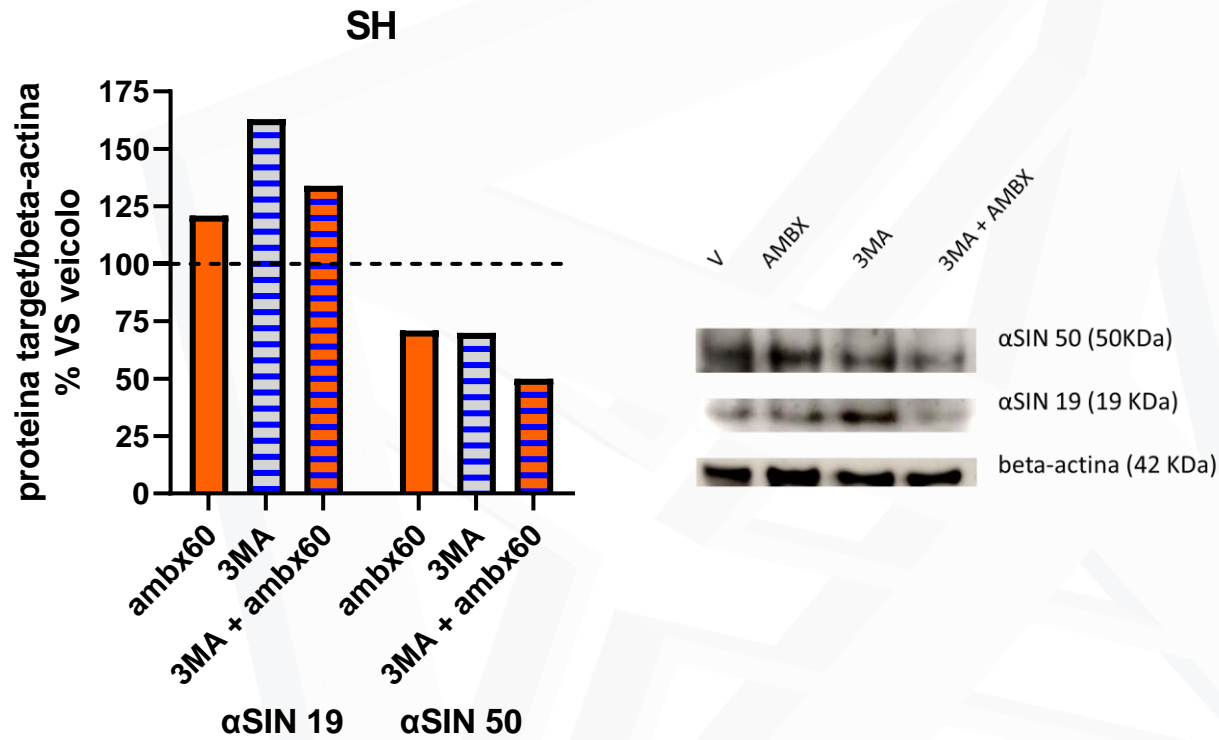 SH
proteina target/beta-actina
% VS veicolo
175
150
125
100
75
50
25
0
ambx60
3MA
3MA + ambx60
ambx60
3MA
3MA + ambx60
αSIN 19
αSIN 50
V
AMBX
3MA
3MA + AMBX
αSIN 50 (50KDa)
αSIN 19 (19 KDa)
beta-actina (42 KDa)